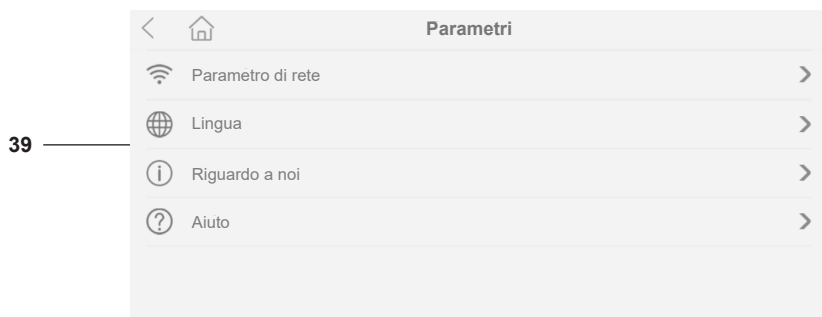 Parametri
Parametro di rete
Lingua
39
Riguardo a noi
Aiuto